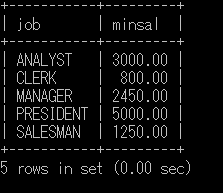 +-----------+---------+
| job       | minsal  |
+-----------+---------+
| ANALYST   | 3000.00 |
| CLERK     |  800.00 |
| MANAGER   | 2450.00 |
| PRESIDENT | 5000.00 |
| SALESMAN  | 1250.00 |
+-----------+---------+
5 rows in set (0.00 sec)